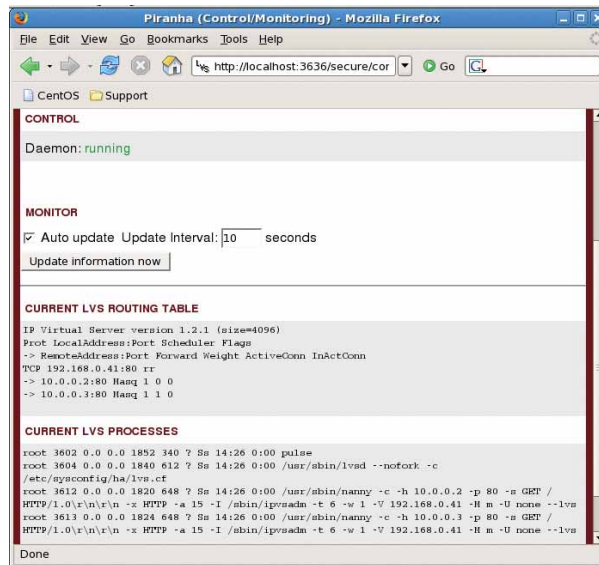 Piranha (Control/Monitoring) - Mozilla Firefox
File Edit View Go Bookmarks Tools Help
http://localhost:3636/secure/cor Go
CentOS Support
CONTROL
Daemon: running
MONITOR
Auto update Update Interval: 10 seconds
Update information now
CURRENT LVS ROUTING TABLE
IP Virtual Server version 1.2.1 (size=4096)
Prot LocalAddress:Port Scheduler Flags
-> RemoteAddress:Port Forward Weight ActiveConn InActConn
TCP 192.168.0.41:80 rr
-> 10.0.0.2:80 Masq 1 0 0
-> 10.0.0.3:80 Masq 1 1 0
CURRENT LVS PROCESSES
root 3602 0.0 0.0 1852 340 ? Ss 14:26 0:00 pulse
root 3604 0.0 0.0 1840 612 ? Ss 14:26 0:00 /usr/sbin/lvsd --nofork -c
/etc/sysconfig/ha/lvs.cf
root 3612 0.0 0.0 1820 648 ? Ss 14:26 0:00 /usr/sbin/nanny -c -h 10.0.0.2 -p 80 -s GET /
HTTP/1.0\r\n\r\n -x HTTP -a 15 -I /sbin/ipvsadm -t 6 -w 1 -V 192.168.0.41 -M m -U none --lvs
root 3613 0.0 0.0 1824 648 ? Ss 14:26 0:00 /usr/sbin/nanny -c -h 10.0.0.3 -p 80 -s GET /
HTTP/1.0\r\n\r\n -x HTTP -a 15 -I /sbin/ipvsadm -t 6 -w 1 -V 192.168.0.41 -M m -U none --lvs
Done